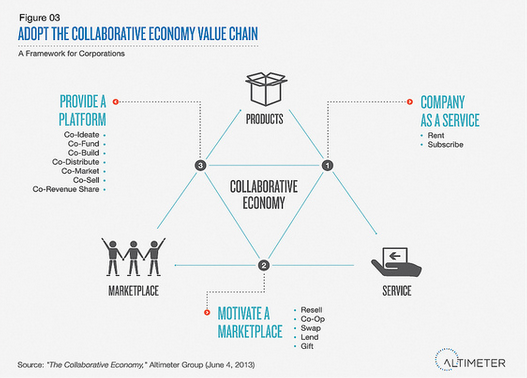 Figure 03
ADOPT THE COLLABORATIVE ECONOMY VALUE CHAIN
A Framework for Corporations
PROVIDE A
PLATFORM
Co-Ideate
Co-Fund
Co-Build
Co-Distribute
Co-Market
Co-Sell
Co-Revenue Share
PRODUCTS
COMPANY
AS A SERVICE
Rent
Subscribe
3
1
COLLABORATIVE
ECONOMY
2
MARKETPLACE
SERVICE
MOTIVATE A
MARKETPLACE
Resell
Co-Op
Swap
Lend
Gift
Source: "The Collaborative Economy," Altimeter Group (June 4, 2013)
ALTIMETER